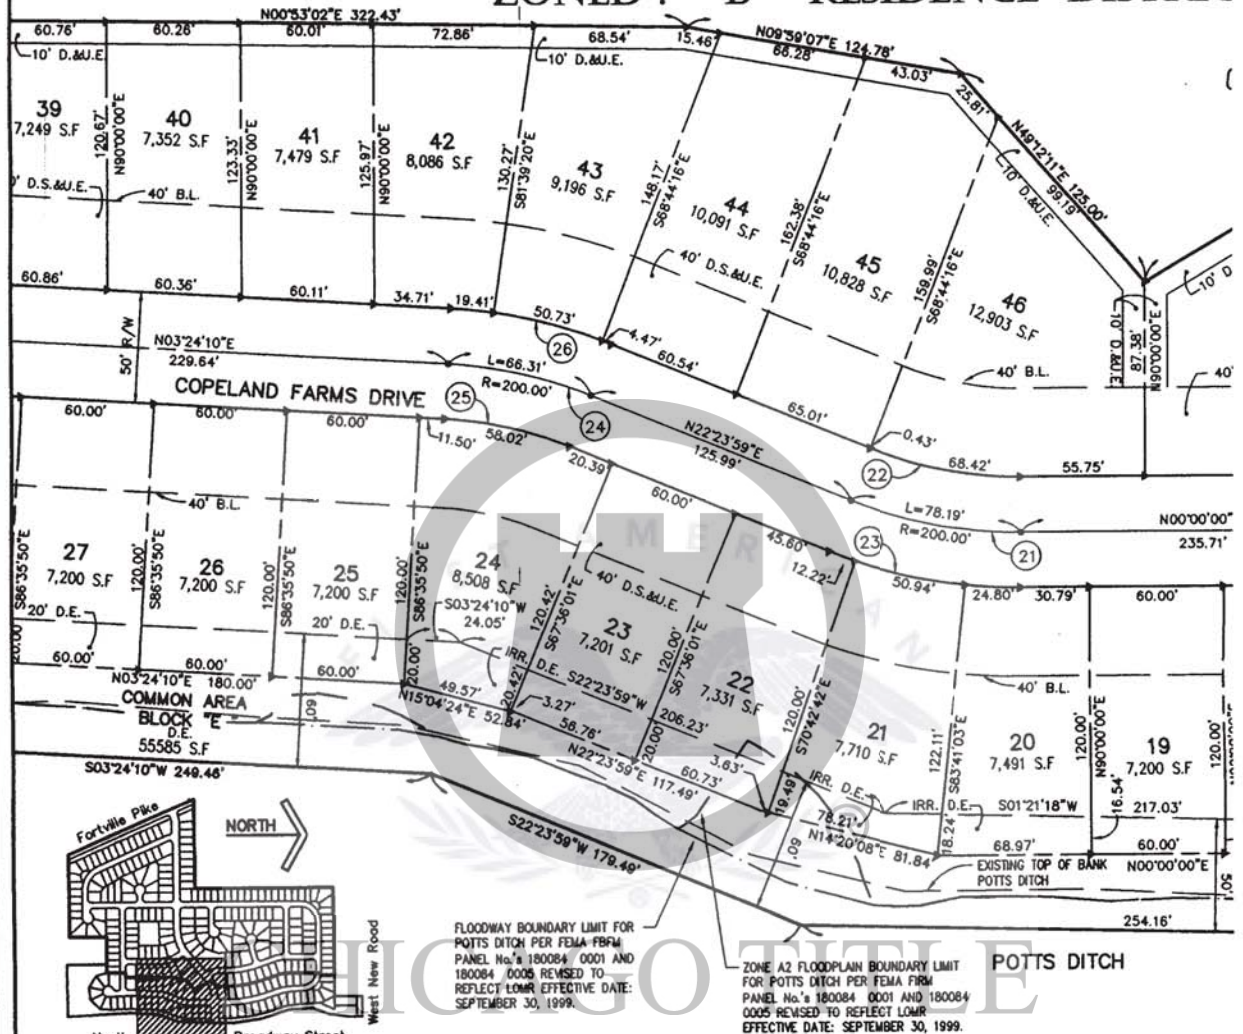 ZONED: "B" RESIDENCE DISTRI
N00°53'02"E 322.43'
60.76'
60.26'
60.01'
72.86'
68.54'
15.46'
N09°59'07"E 124.78'
66.28'
43.03'
25.81'
N49°12'11"E 125.00'
99.19'
10' D.&U.E.
10' D.&U.E.
10' D.&U.E.
10' D.&U.E.
10' D
39
7,249 S.F
120.67'
N90°00'00"E
40
7,352 S.F
123.33'
N90°00'00"E
41
7,479 S.F
125.97'
N90°00'00"E
42
8,086 S.F
130.27'
S81°39'20"E
43
9,196 S.F
148.17'
S68°44'16"E
44
10,091 S.F
162.38'
S68°44'16"E
45
10,828 S.F
159.99'
S68°44'16"E
46
12,903 S.F
87.38'
N90°00'00"E
' D.S.&U.E.
40' B.L.
40' D.S.&U.E.
40' B.L.
40'
60.86'
60.36'
60.11'
34.71'
19.41'
50.73'
26
4.47'
60.54'
65.01'
0.43'
22
68.42'
55.75'
50' R/W
N03°24'10"E
229.64'
L=66.31'
R=200.00'
24
N22°23'59"E
125.99'
L=78.19'
R=200.00'
21
N00°00'00"
235.71'
COPELAND FARMS DRIVE
60.00'
60.00'
60.00'
25
11.50'
58.02'
20.39'
60.00'
45.60'
12.22'
23
50.94'
24.80'
30.79'
60.00'
40' B.L.
40' D.S.&U.E.
40' B.L.
S86°35'50"E
27
7,200 S.F
120.00'
S86°35'50"E
26
7,200 S.F
120.00'
S86°35'50"E
25
7,200 S.F
120.00'
S86°35'50"E
24
8,508 S.F
S03°24'10"W
24.05'
120.42'
S67°36'01"E
23
7,201 S.F
120.00'
S67°36'01"E
22
7,331 S.F
120.00'
S70°42'42"E
21
7,710 S.F
122.11'
S83°41'03"E
20
7,491 S.F
120.00'
N90°00'00"E
19
7,200 S.F
120.00'
20' D.E.
20' D.E.
20.00'
IRR. D.E.
S22°23'59"W
206.23'
IRR. D.E.
IRR. D.E.
S01°21'18"W
217.03'
60.00'
60.00'
60.00'
20.00'
49.57'
20.42'
3.27'
58.76'
20.00'
60.73'
3.63'
19.49'
78.21'
18.24'
68.97'
16.54'
60.00'
N03°24'10"E 180.00'
N15°04'24"E 52.84'
N22°23'59"E 117.49'
N14°20'08"E 81.84'
N00°00'00"E
COMMON AREA
BLOCK "E"
D.E.
55585 S.F
60'
60'
50'
S03°24'10"W 249.46'
S22°23'59"W 179.49'
EXISTING TOP OF BANK
POTTS DITCH
254.16'
AMERICAN
Fortville Pike
NORTH
West New Road
Broadway Street
FLOODWAY BOUNDARY LIMIT FOR
POTTS DITCH PER FEMA FBFM
PANEL No.'s 180084 0001 AND
180084 0005 REVISED TO
REFLECT LOMR EFFECTIVE DATE:
SEPTEMBER 30, 1999.
ZONE A2 FLOODPLAIN BOUNDARY LIMIT
FOR POTTS DITCH PER FEMA FIRM
PANEL No.'s 180084 0001 AND 180084
0005 REVISED TO REFLECT LOMR
EFFECTIVE DATE: SEPTEMBER 30, 1999.
POTTS DITCH
CHICAGO TITLE